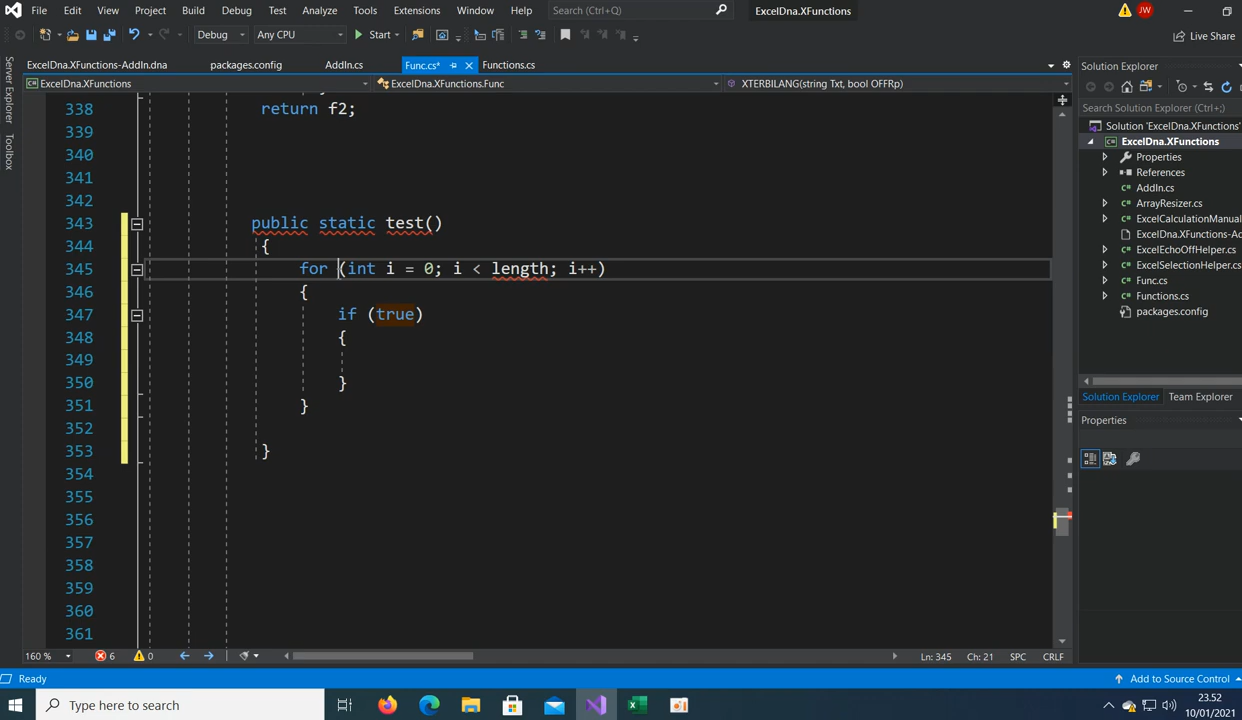 File Edit View Project Build Debug Test Analyze Tools Extensions Window Help Search (Ctrl+Q) ExcelDna.XFunctions JW
Debug Any CPU Start Live Share
ExcelDna.XFunctions-AddIn.dna packages.config AddIn.cs Func.cs* Functions.cs
ExcelDna.XFunctions ExcelDna.XFunctions.Func XTERBILANG(string Txt, bool OFFRp)
Server Explorer
Toolbox
338 return f2;
339
340
341
342
343 public static test()
344 {
345 for (int i = 0; i < length; i++)
346 {
347 if (true)
348 {
349
350 }
351 }
352
353 }
354
355
356
357
358
359
360
361
160 % 6 0 Ln: 345 Ch: 21 SPC CRLF
Solution Explorer
Search Solution Explorer (Ctrl+;)
Solution 'ExcelDna.XFunctions'
ExcelDna.XFunctions
Properties
References
AddIn.cs
ArrayResizer.cs
ExcelCalculationManual
ExcelDna.XFunctions-Ad
ExcelEchoOffHelper.cs
ExcelSelectionHelper.cs
Func.cs
Functions.cs
packages.config
Solution Explorer Team Explorer
Properties
Ready Add to Source Control
Type here to search 23.52
10/01/2021